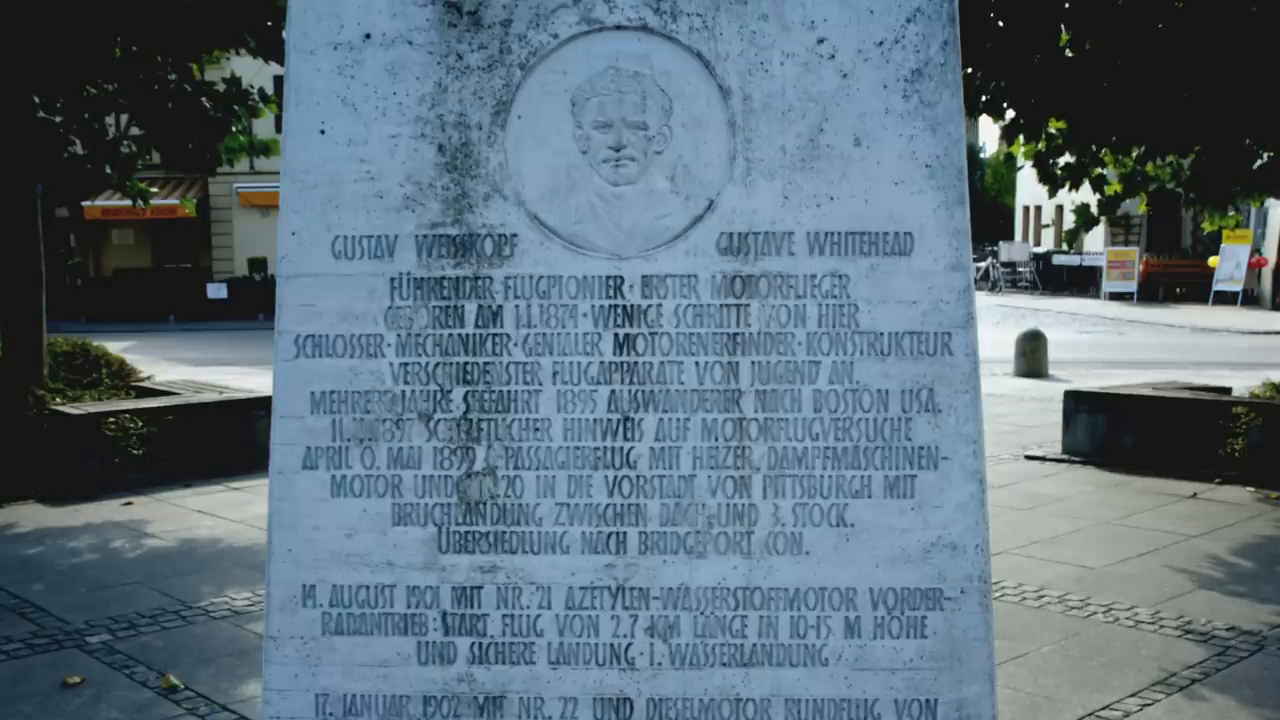 GUSTAV WEISSKOPF GUSTAVE WHITEHEAD
FÜHRENDER FLUGPIONIER · ERSTER MOTORFLIEGER
GEBOREN AM 1.1.1874 · WENIGE SCHRITTE VON HIER
SCHLOSSER · MECHANIKER · GENIALER MOTORENERFINDER · KONSTRUKTEUR
VERSCHIEDENSTER FLUGAPPARATE VON JUGEND AN.
MEHRERE JAHRE SEEFAHRT 1895 AUSWANDERER NACH BOSTON USA.
1897 SCHRIFTLICHER HINWEIS AUF MOTORFLUGVERSUCHE
APRIL O. MAI 1899 PASSAGIERFLUG MIT HEIZER, DAMPFMASCHINEN-
MOTOR UND 20 IN DIE VORSTADT VON PITTSBURGH MIT
BRUCHLANDUNG ZWISCHEN DACH UND 3. STOCK.
ÜBERSIEDLUNG NACH BRIDGEPORT CON.
14. AUGUST 1901 MIT NR. 21 AZETYLEN-WASSERSTOFFMOTOR VORDER-
RADANTRIEB: START, FLUG VON 2.7 KM LÄNGE IN 10-15 M HÖHE
UND SICHERE LANDUNG · 1. WASSERLANDUNG
17. JANUAR 1902 MIT NR. 22 UND DIESELMOTOR RUNDFLUG VON